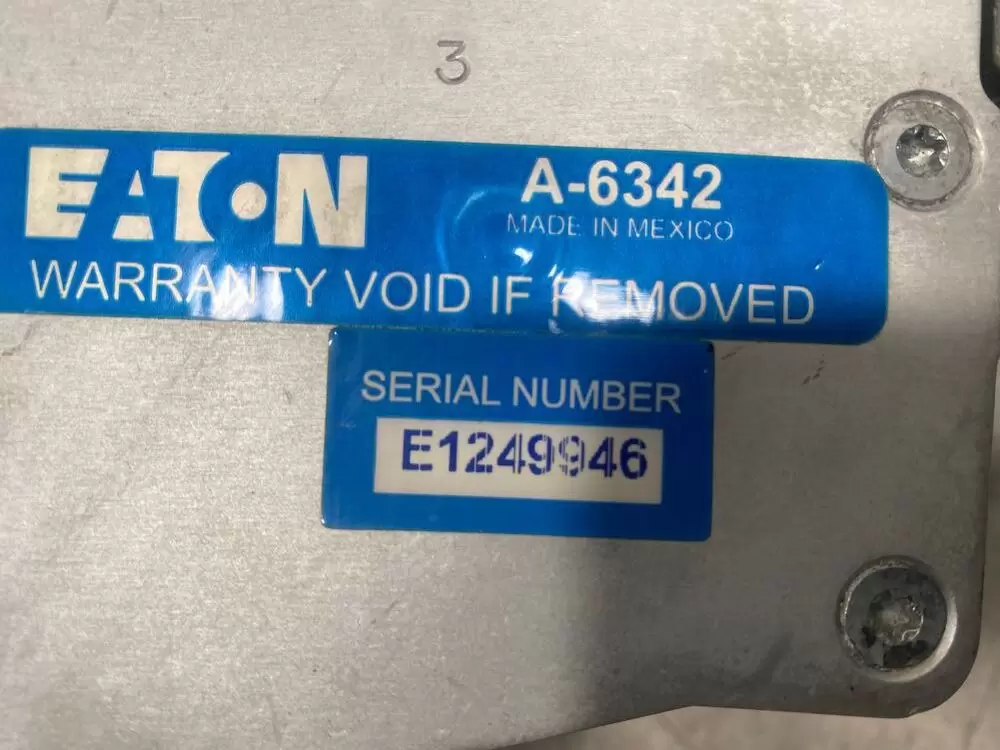 3
EATON
A-6342
MADE IN MEXICO
WARRANTY VOID IF REMOVED
SERIAL NUMBER
E1249946